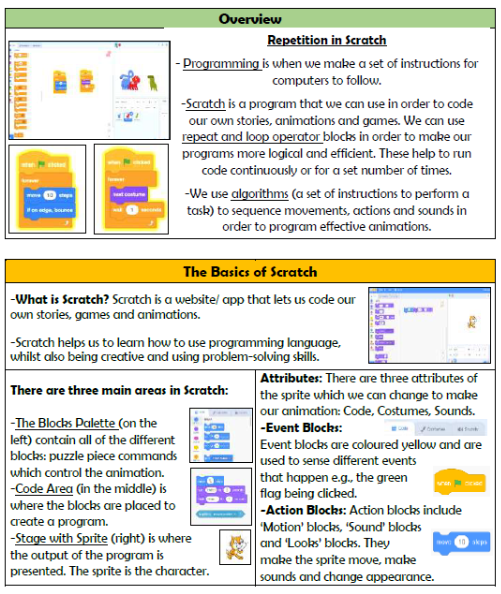 Overview
Repetition in Scratch
- Programming is when we make a set of instructions for
computers to follow.
-Scratch is a program that we can use in order to code
our own stories, animations and games. We can use
repeat and loop operator blocks in order to make our
programs more logical and efficient. These help to run
code continuously or for a set number of times.
-We use algorithms (a set of instructions to perform a
task) to sequence movements, actions and sounds in
order to program effective animations.
when clicked
forever
move 10 steps
if on edge, bounce
when clicked
forever
next costume
wait 1 seconds
The Basics of Scratch
-What is Scratch? Scratch is a website/ app that lets us code our
own stories, games and animations.
-Scratch helps us to learn how to use programming language,
whilst also being creative and using problem-solving skills.
There are three main areas in Scratch:
-The Blocks Palette (on the
left) contain all of the different
blocks: puzzle piece commands
which control the animation.
-Code Area (in the middle) is
where the blocks are placed to
create a program.
-Stage with Sprite (right) is where
the output of the program is
presented. The sprite is the character.
Attributes: There are three attributes of
the sprite which we can change to make
our animation: Code, Costumes, Sounds.
-Event Blocks:
Code Costumes Sounds
Event blocks are coloured yellow and are
used to sense different events
that happen e.g., the green
flag being clicked.
when clicked
-Action Blocks: Action blocks include
'Motion' blocks, 'Sound' blocks
and 'Looks' blocks. They
make the sprite move, make
sounds and change appearance.
move 10 steps